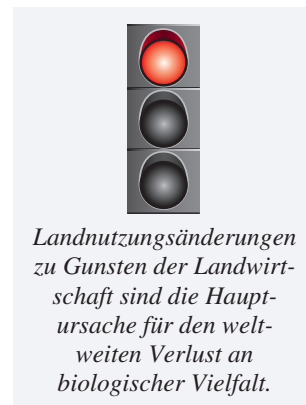 Landnutzungsänderungen
zu Gunsten der Landwirt-
schaft sind die Haupt-
ursache für den welt-
weiten Verlust an
biologischer Vielfalt.